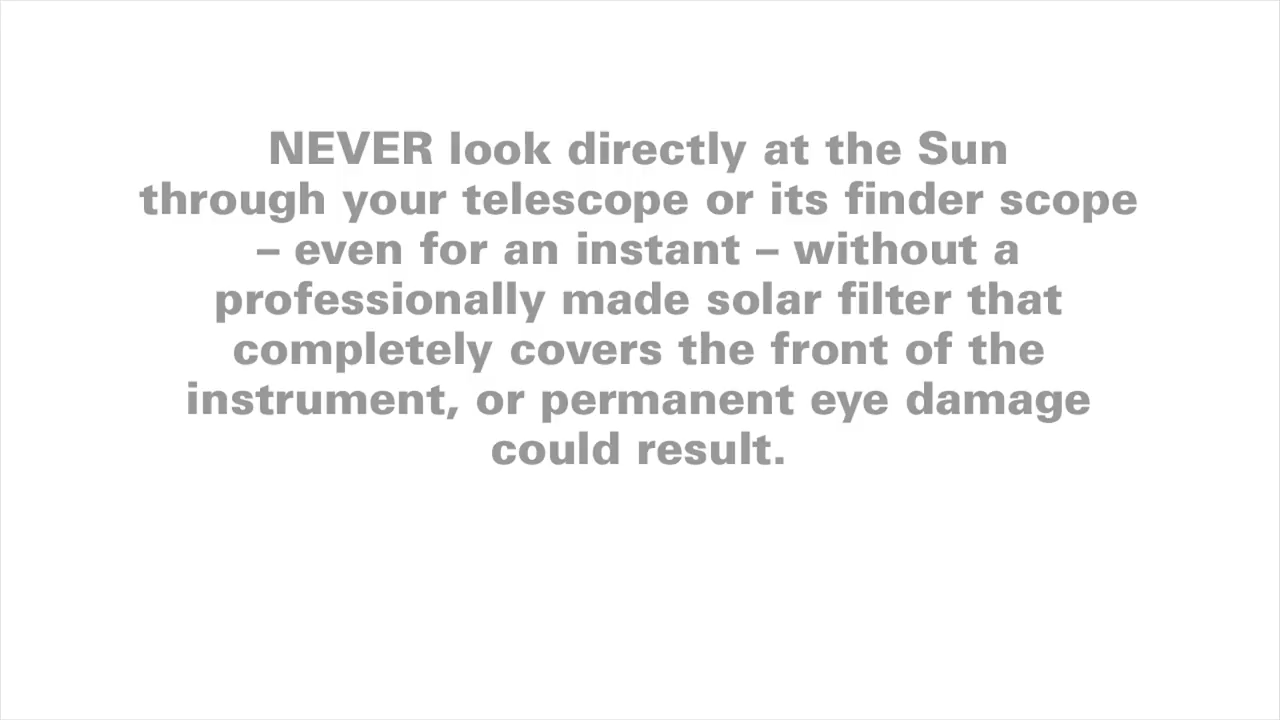 NEVER look directly at the Sun
through your telescope or its finder scope
– even for an instant – without a
professionally made solar filter that
completely covers the front of the
instrument, or permanent eye damage
could result.